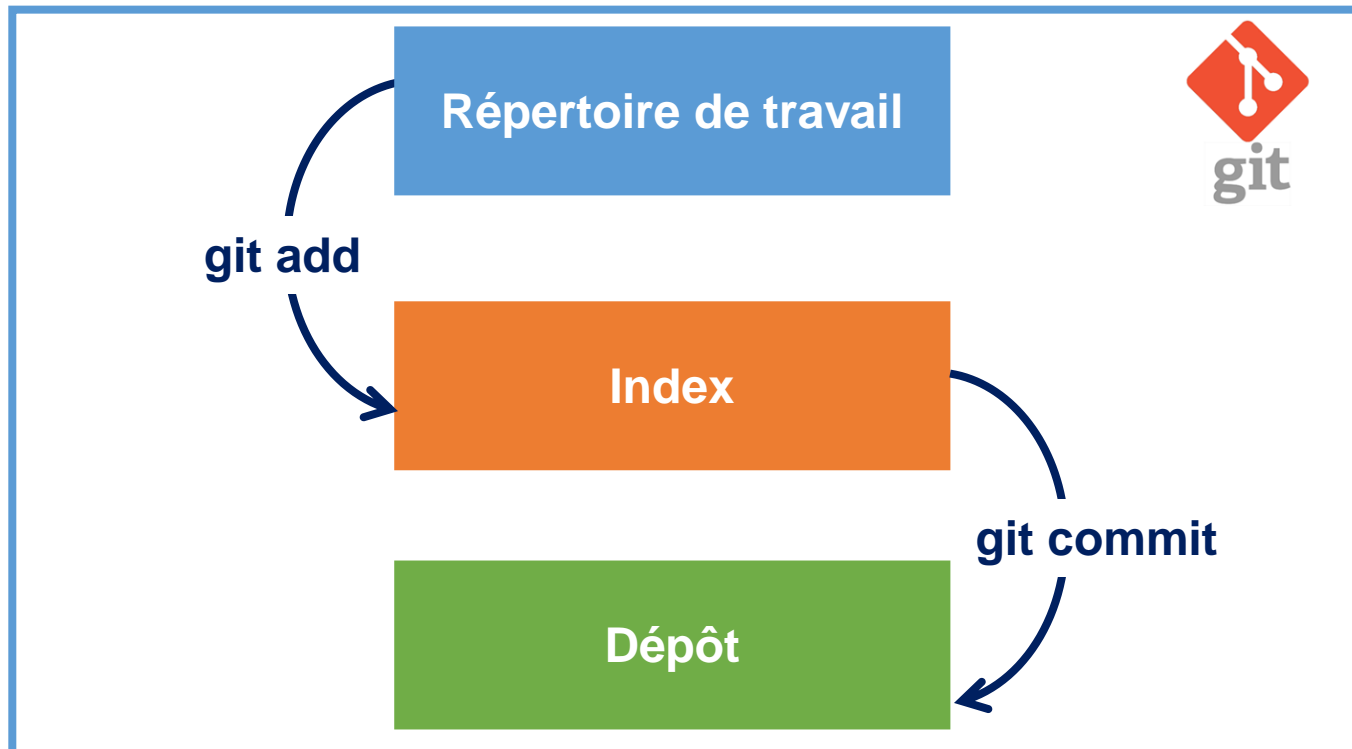 Répertoire de travail
git
git add
Index
git commit
Dépôt